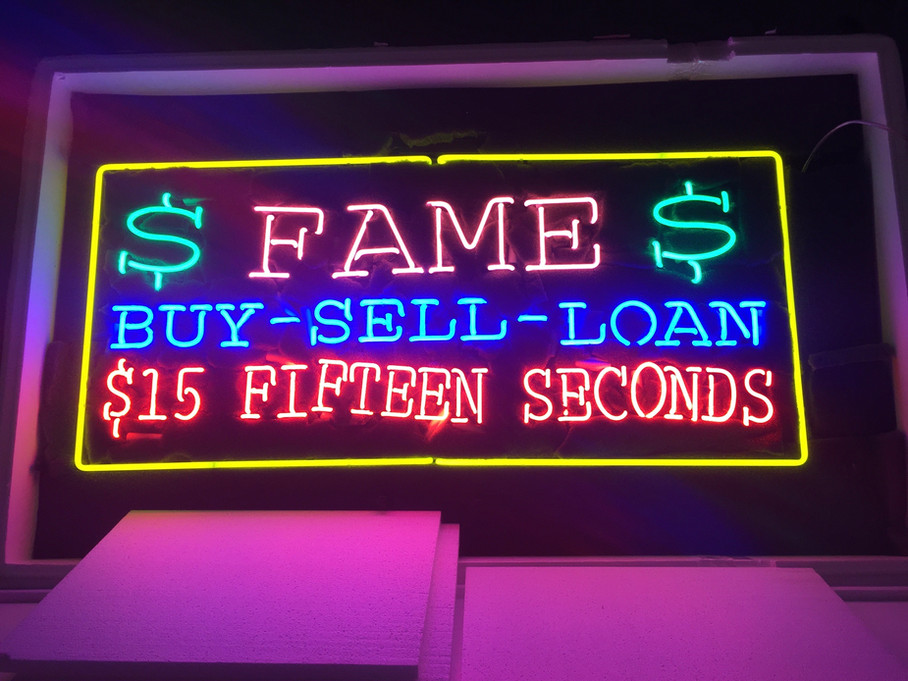 $ FAME $
BUY-SELL-LOAN
$15 FIFTEEN SECONDS